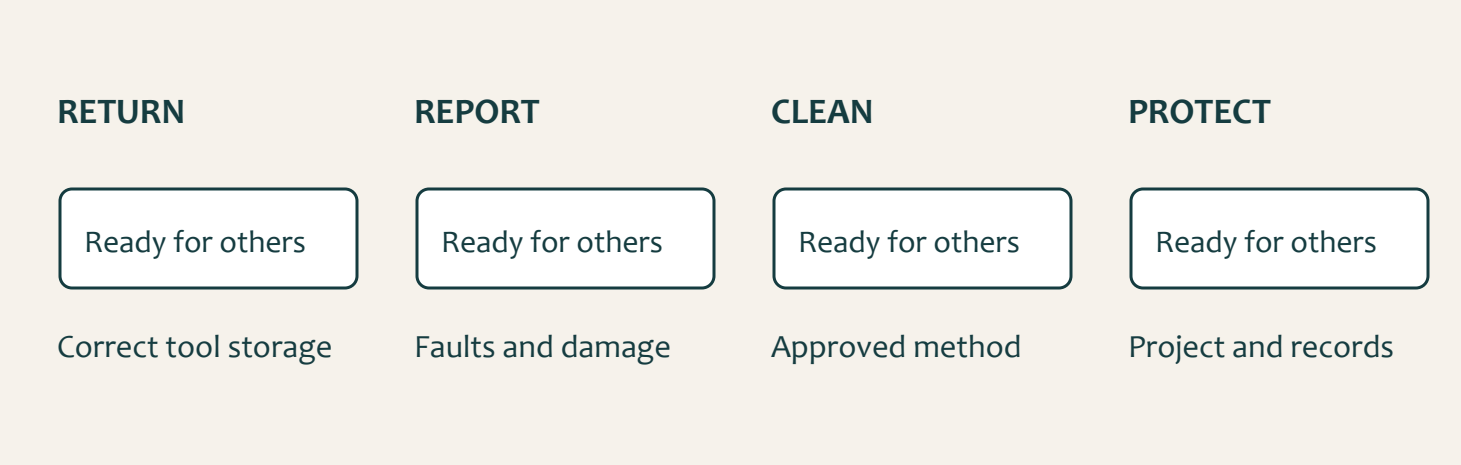 RETURN
REPORT
CLEAN
PROTECT
Ready for others
Ready for others
Ready for others
Ready for others
Correct tool storage
Faults and damage
Approved method
Project and records